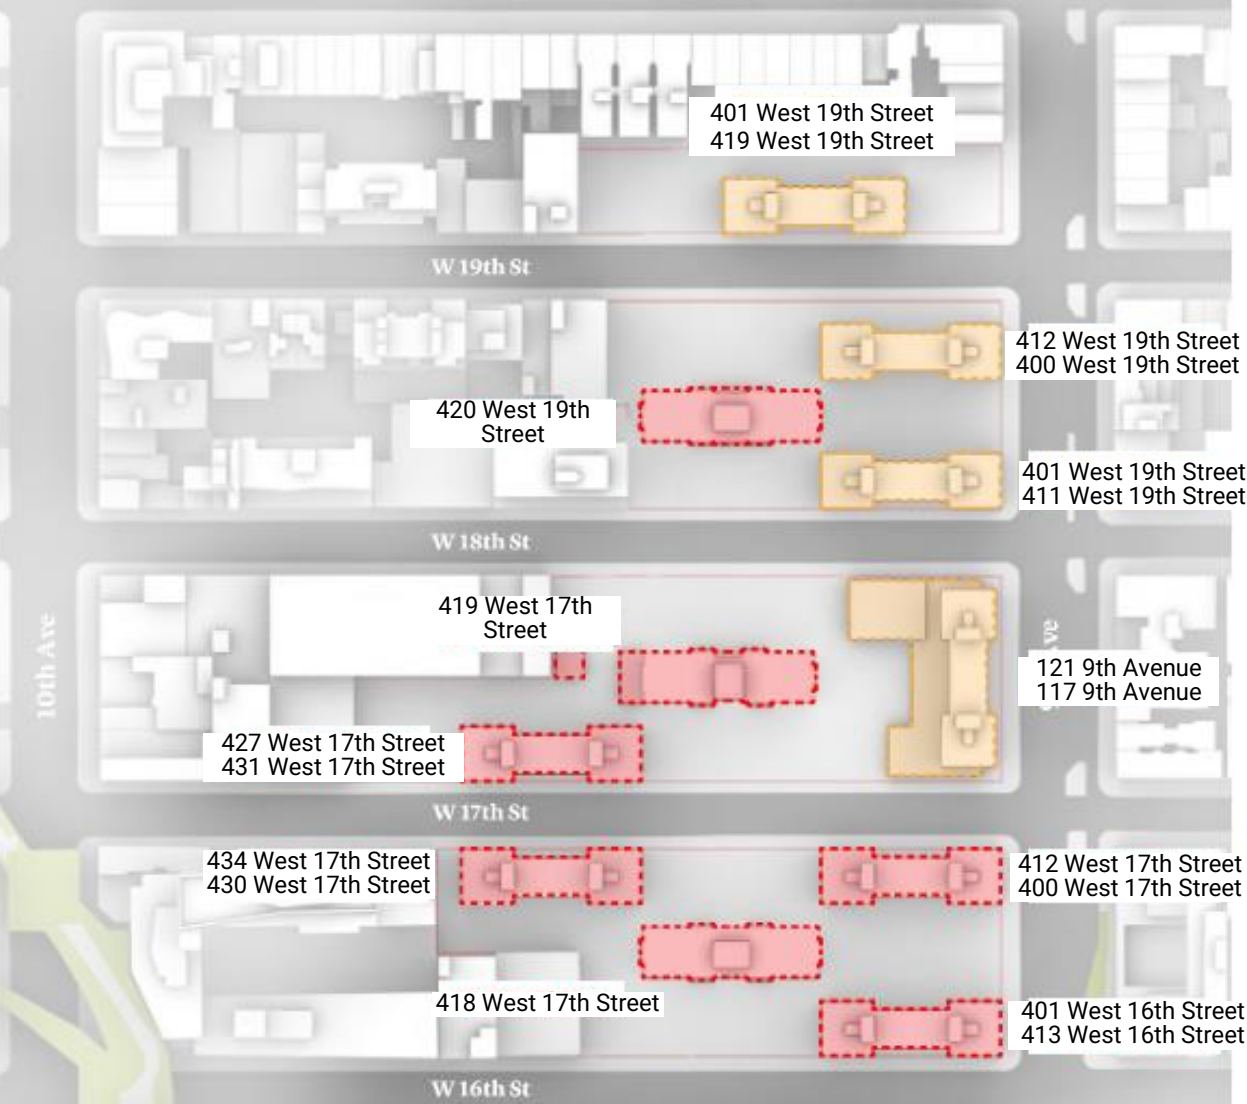 401 West 19th Street
419 West 19th Street
W 19th St
412 West 19th Street
400 West 19th Street
420 West 19th
Street
401 West 19th Street
411 West 19th Street
W 18th St
419 West 17th
Street
10th Ave
Ave
121 9th Avenue
117 9th Avenue
427 West 17th Street
431 West 17th Street
W 17th St
434 West 17th Street
430 West 17th Street
412 West 17th Street
400 West 17th Street
418 West 17th Street
401 West 16th Street
413 West 16th Street
W 16th St